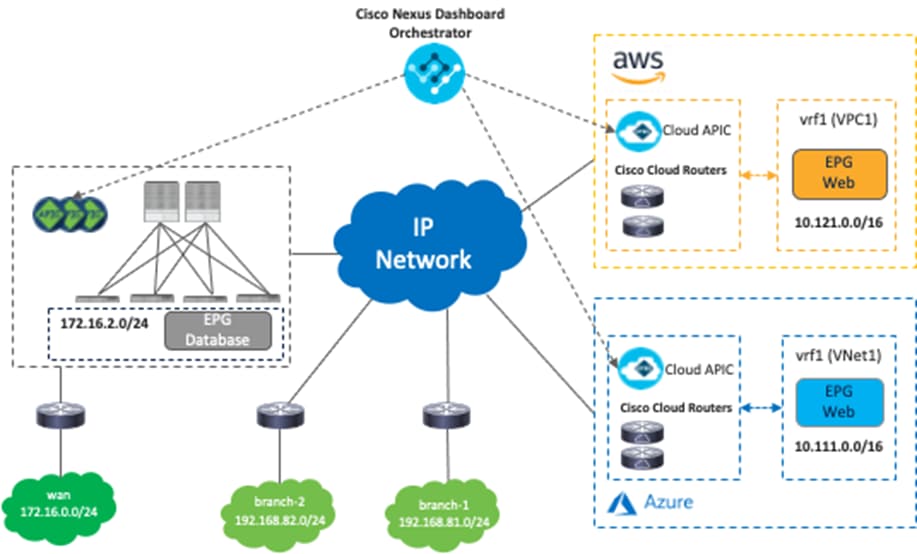 Cisco Nexus Dashboard
Orchestrator
aws
Cloud APIC
Cisco Cloud Routers
vrf1 (VPC1)
EPG
Web
10.121.0.0/16
IP
Network
172.16.2.0/24
EPG
Database
Cloud APIC
Cisco Cloud Routers
vrf1 (VNet1)
EPG
Web
10.111.0.0/16
Azure
wan
172.16.0.0/24
branch-2
192.168.82.0/24
branch-1
192.168.81.0/24